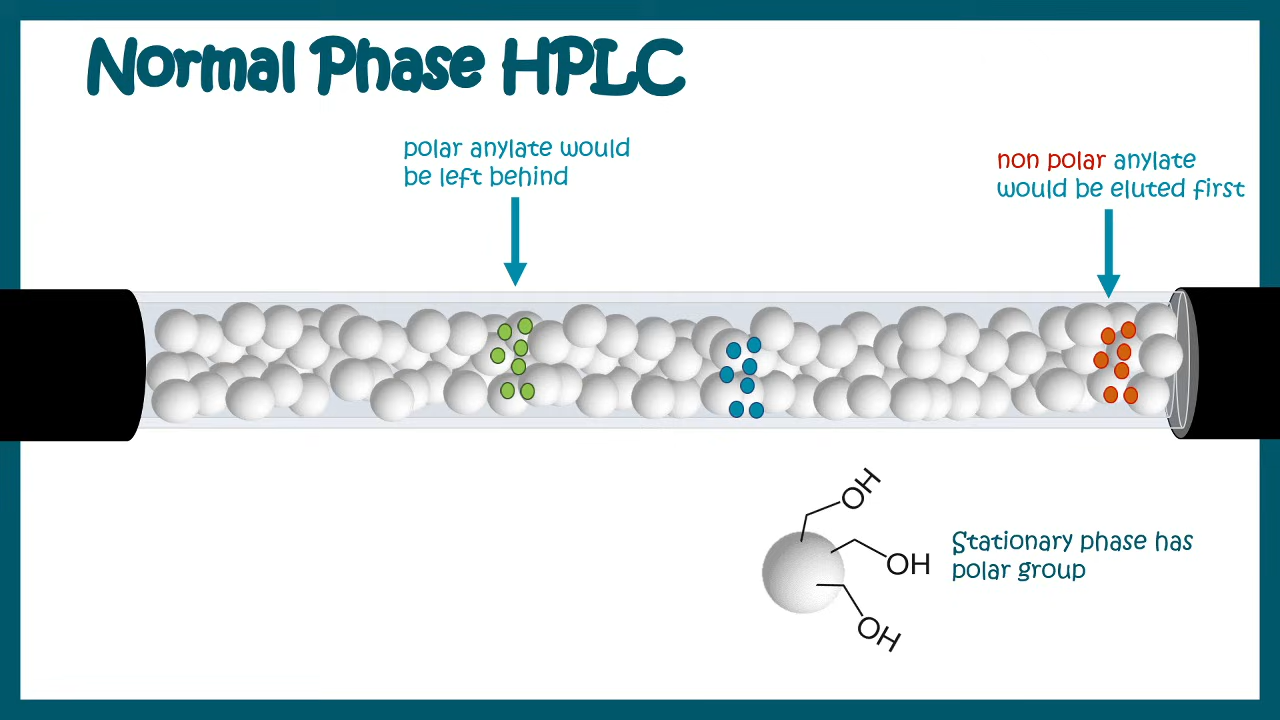 Normal Phase HPLC
polar anylate would
be left behind
non polar anylate
would be eluted first
OH
OH
OH
Stationary phase has
polar group